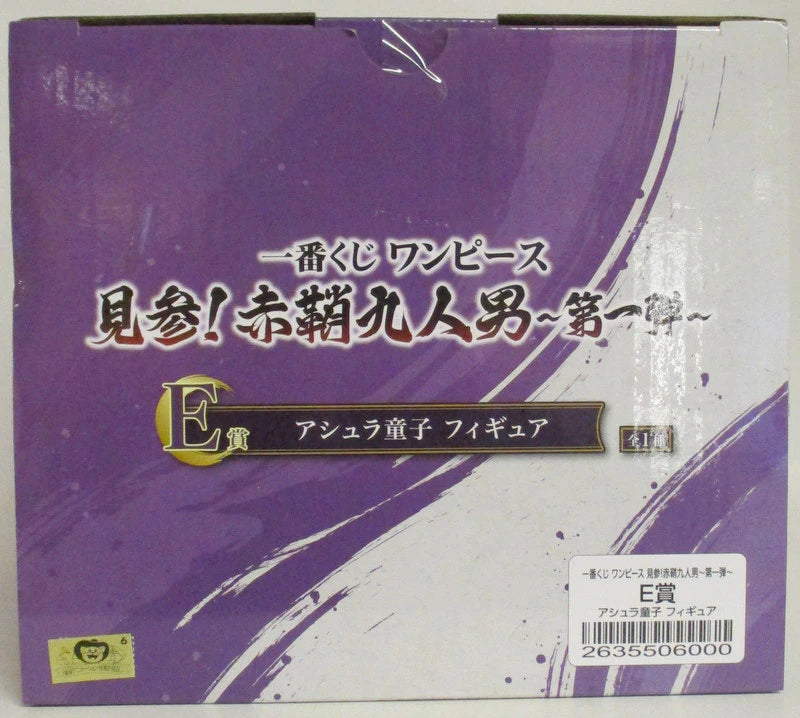 一番くじ ワンピース
見参!赤鞘九人男~第一弾~
E賞
アシュラ童子 フィギュア
全1種
一番くじ ワンピース 見参!赤鞘九人男~第一弾~
E賞
アシュラ童子 フィギュア
2635506000
6